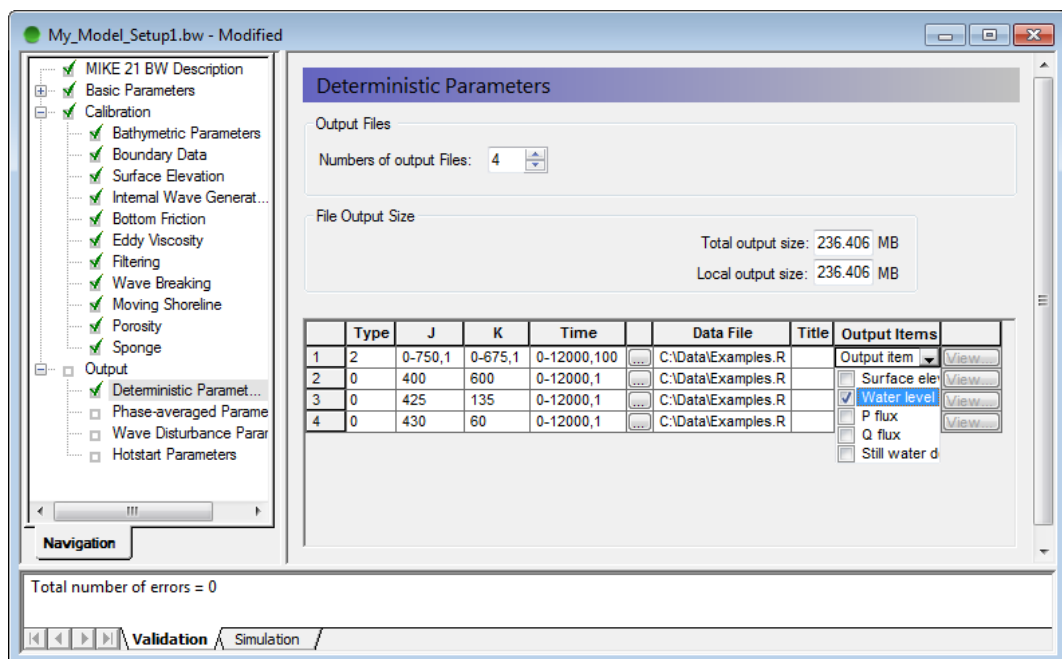 My_Model_Setup1.bw - Modified
MIKE 21 BW Description
Basic Parameters
Calibration
Bathymetric Parameters
Boundary Data
Surface Elevation
Internal Wave Generat...
Bottom Friction
Eddy Viscosity
Filtering
Wave Breaking
Moving Shoreline
Porosity
Sponge
Output
Deterministic Paramet...
Phase-averaged Parame
Wave Disturbance Parar
Hotstart Parameters
Navigation
Deterministic Parameters
Output Files
Numbers of output Files: 4
File Output Size
Total output size: 236.406 MB
Local output size: 236.406 MB
Type J K Time Data File Title Output Items
1 2 0-750,1 0-675,1 0-12000,100 ... C:\Data\Examples.R Output item View...
2 0 400 600 0-12000,1 ... C:\Data\Examples.R Surface ele View...
3 0 425 135 0-12000,1 ... C:\Data\Examples.R Water level View...
4 0 430 60 0-12000,1 ... C:\Data\Examples.R P flux View...
Q flux
Still water d
Total number of errors = 0
Validation Simulation